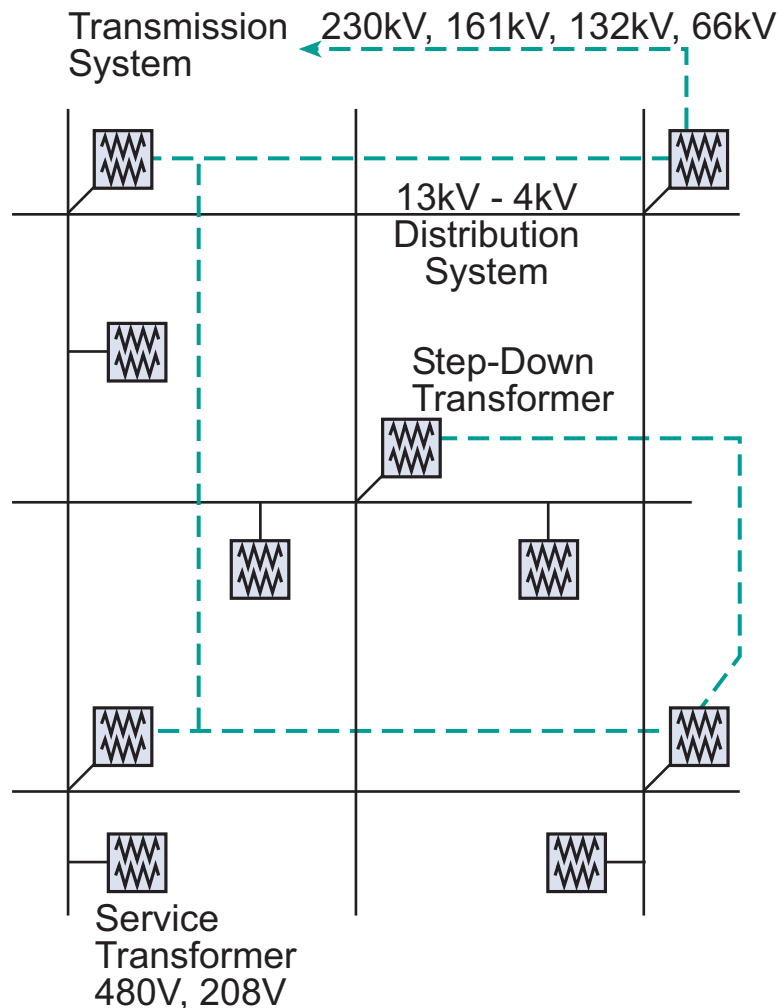 Transmission
System
230kV, 161kV, 132kV, 66kV
13kV - 4kV
Distribution
System
Step-Down
Transformer
Service
Transformer
480V, 208V